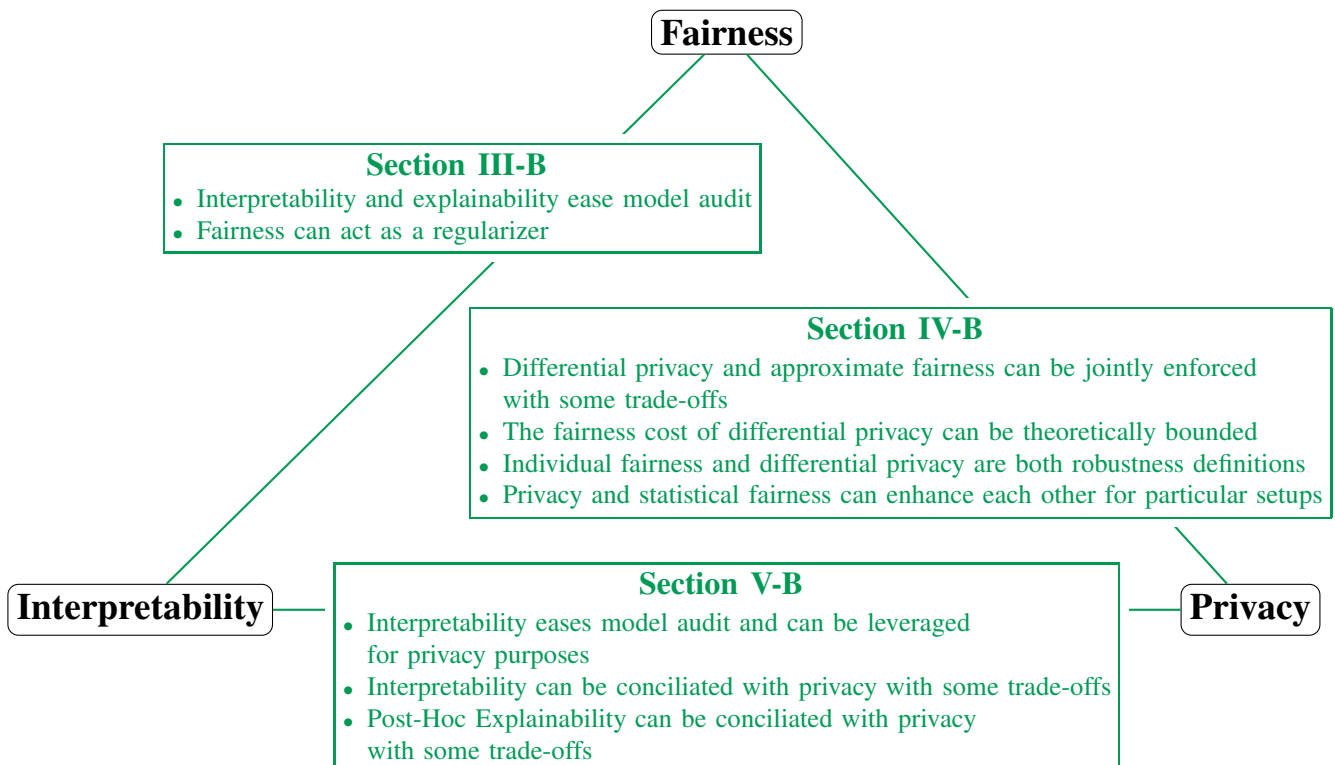 Fairness
Section III-B
• Interpretability and explainability ease model audit
• Fairness can act as a regularizer
Section IV-B
• Differential privacy and approximate fairness can be jointly enforced
with some trade-offs
• The fairness cost of differential privacy can be theoretically bounded
• Individual fairness and differential privacy are both robustness definitions
• Privacy and statistical fairness can enhance each other for particular setups
Interpretability
Section V-B
• Interpretability eases model audit and can be leveraged
for privacy purposes
• Interpretability can be conciliated with privacy with some trade-offs
• Post-Hoc Explainability can be conciliated with privacy
with some trade-offs
Privacy